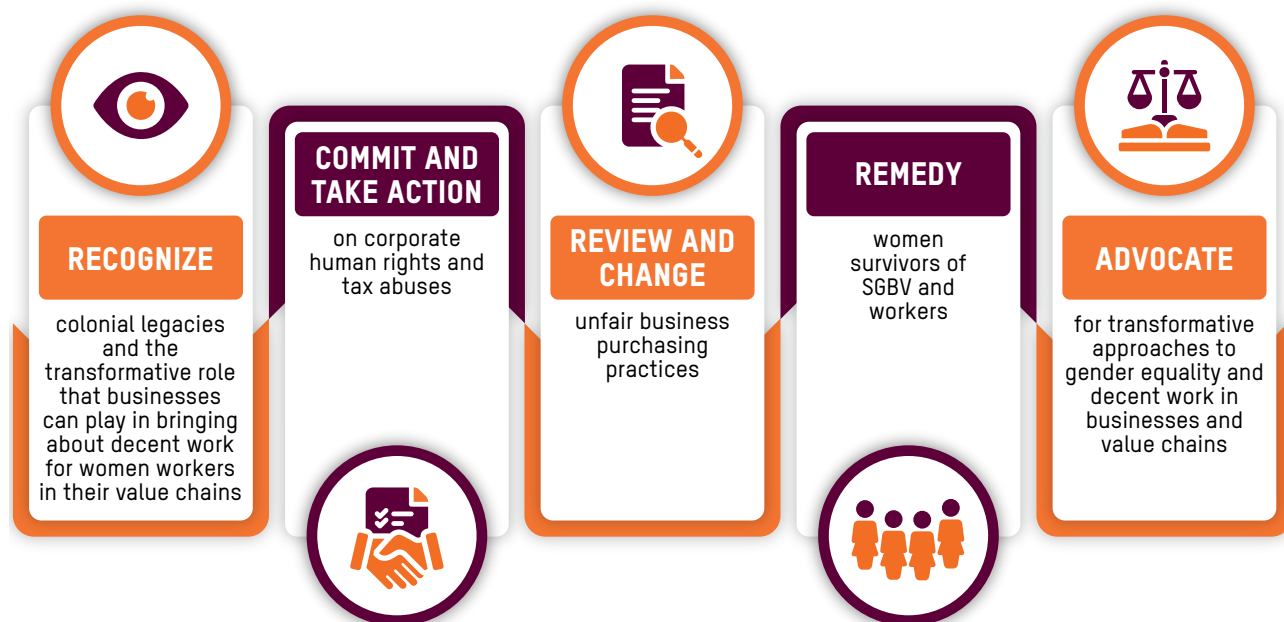 RECOGNIZE
colonial legacies
and the
transformative role
that businesses
can play in bringing
about decent work
for women workers
in their value chains
COMMIT AND
TAKE ACTION
on corporate
human rights and
tax abuses
REVIEW AND
CHANGE
unfair business
purchasing
practices
REMEDY
women
survivors of
SGBV and
workers
ADVOCATE
for transformative
approaches to
gender equality and
decent work in
businesses and
value chains